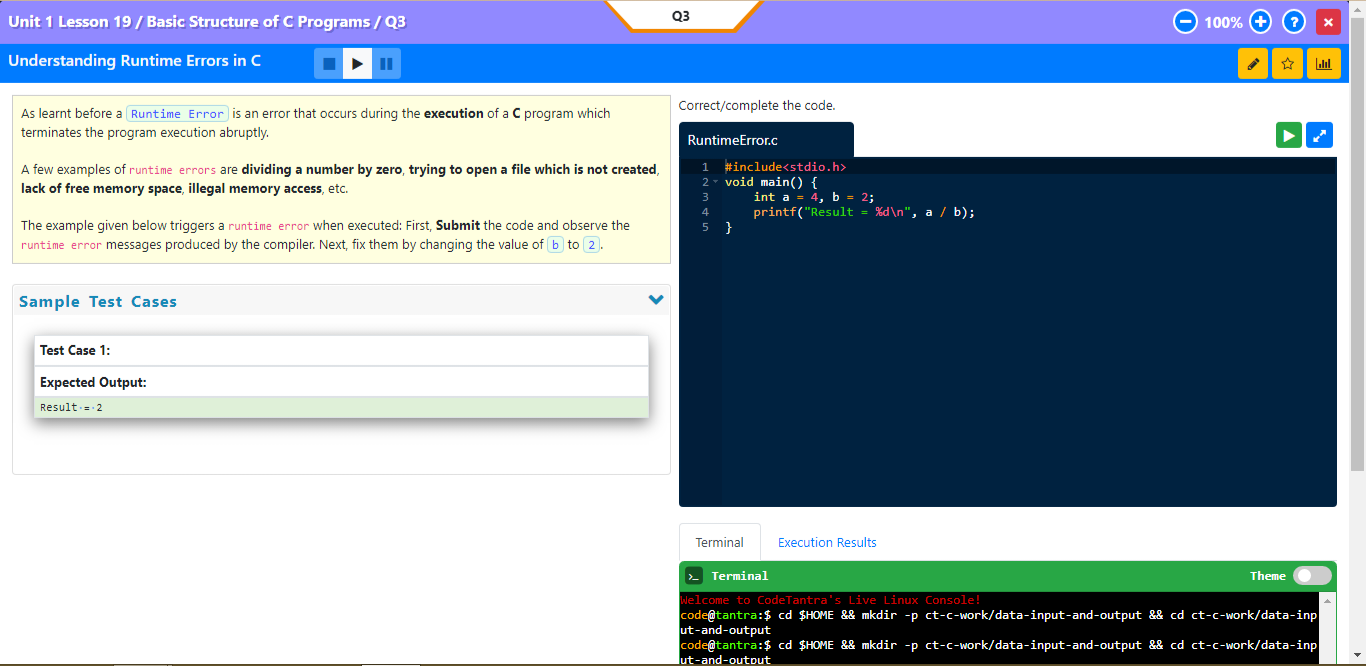 Unit 1 Lesson 19 / Basic Structure of C Programs / Q3
Q3
100%
Understanding Runtime Errors in C
As learnt before a Runtime Error is an error that occurs during the execution of a C program which
terminates the program execution abruptly.
A few examples of runtime errors are dividing a number by zero, trying to open a file which is not created,
lack of free memory space, illegal memory access, etc.
The example given below triggers a runtime error when executed: First, Submit the code and observe the
runtime error messages produced by the compiler. Next, fix them by changing the value of b to 2.
Sample Test Cases
Test Case 1:
Expected Output:
Result·=·2
Correct/complete the code.
RuntimeError.c
1 #include<stdio.h>
2 void main() {
3 int a = 4, b = 2;
4 printf("Result = %d\n", a / b);
5 }
Terminal
Execution Results
Terminal
Theme
Welcome to CodeTantra's Live Linux Console!
code@tantra:$ cd $HOME && mkdir -p ct-c-work/data-input-and-output && cd ct-c-work/data-inp
ut-and-output
code@tantra:$ cd $HOME && mkdir -p ct-c-work/data-input-and-output && cd ct-c-work/data-inp
ut-and-output